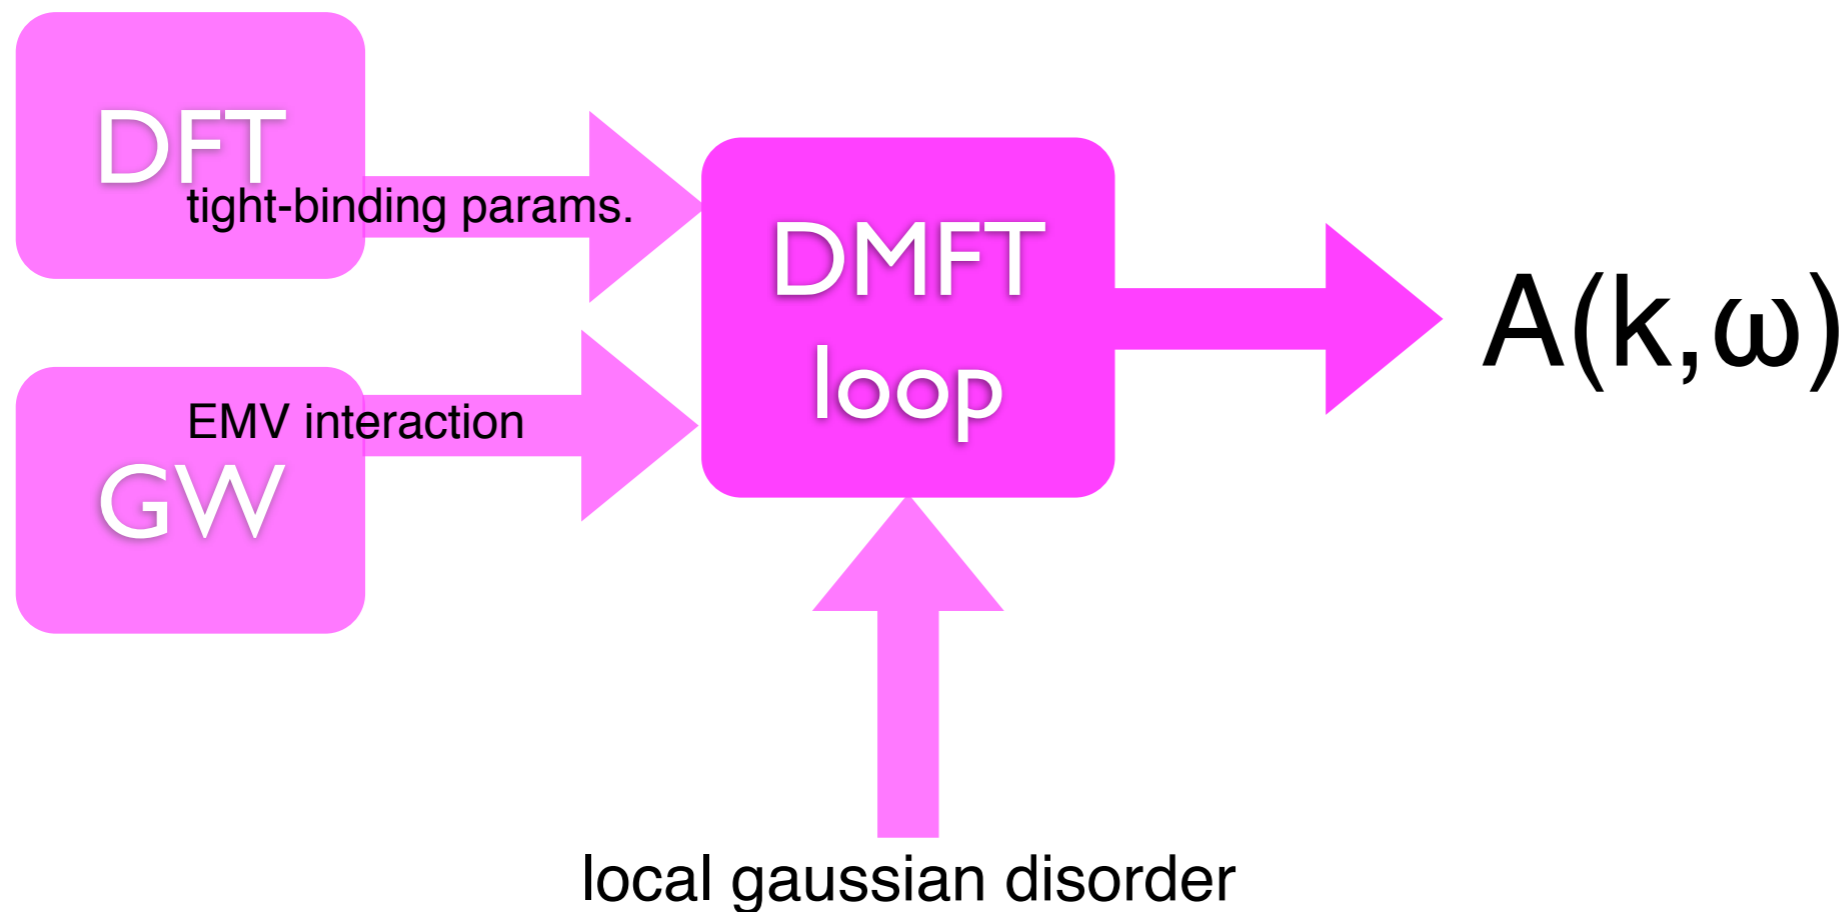 DFT
tight-binding params.
EMV interaction
GW
DMFT
loop
A(k,ω)
local gaussian disorder